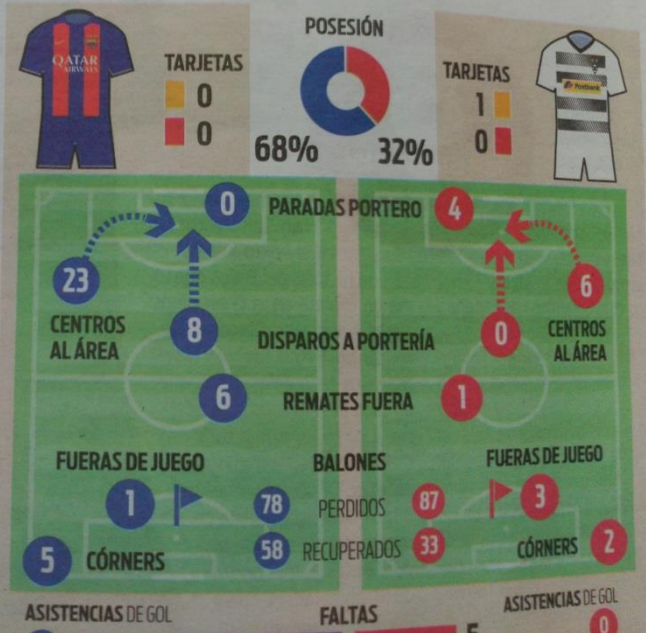 POSESIÓN
QATAR
AIRWAYS
TARJETAS
0
0
68%
32%
TARJETAS
1
0
Postbank
0 PARADAS PORTERO 4
23
6
CENTROS
AL ÁREA
8 DISPAROS A PORTERÍA 0
CENTROS
AL ÁREA
6 REMATES FUERA 1
FUERAS DE JUEGO
1
BALONES
78 PERDIDOS 87
58 RECUPERADOS 33
FUERAS DE JUEGO
3
5 CÓRNERS
CÓRNERS 2
ASISTENCIAS DE GOL
FALTAS
5
ASISTENCIAS DE GOL
0